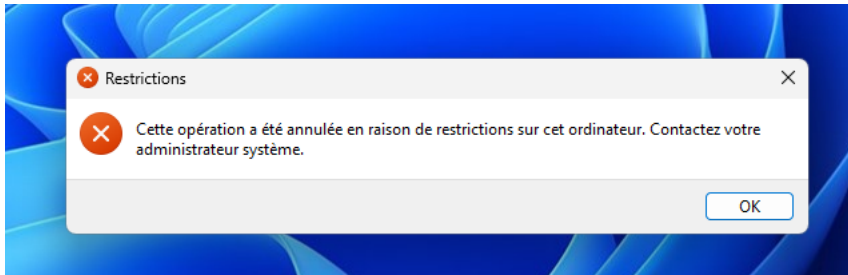 Restrictions
Cette opération a été annulée en raison de restrictions sur cet ordinateur. Contactez votre
administrateur système.
OK